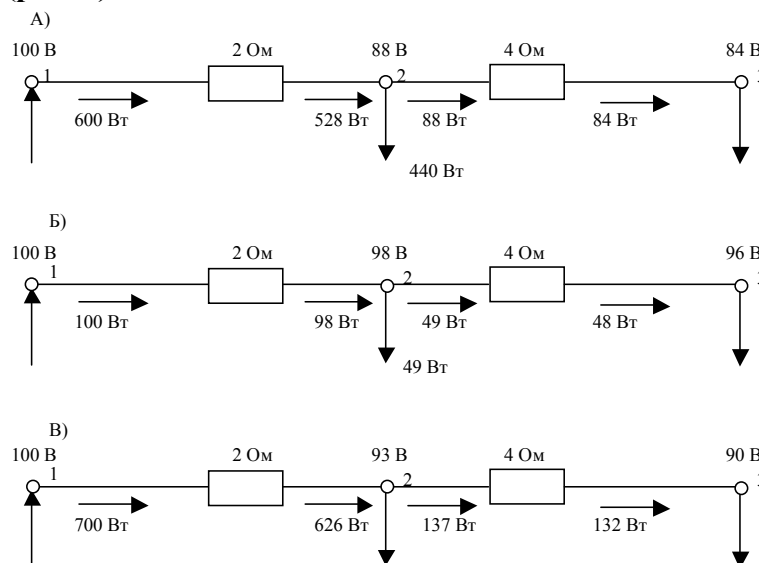 А)
100 В 2 Ом 88 В 4 Ом 84 В
1 2
600 Вт 528 Вт 88 Вт 84 Вт
440 Вт
Б)
100 В 2 Ом 98 В 4 Ом 96 В
1 2
100 Вт 98 Вт 49 Вт 48 Вт
49 Вт
В)
100 В 2 Ом 93 В 4 Ом 90 В
1 2
700 Вт 626 Вт 137 Вт 132 Вт